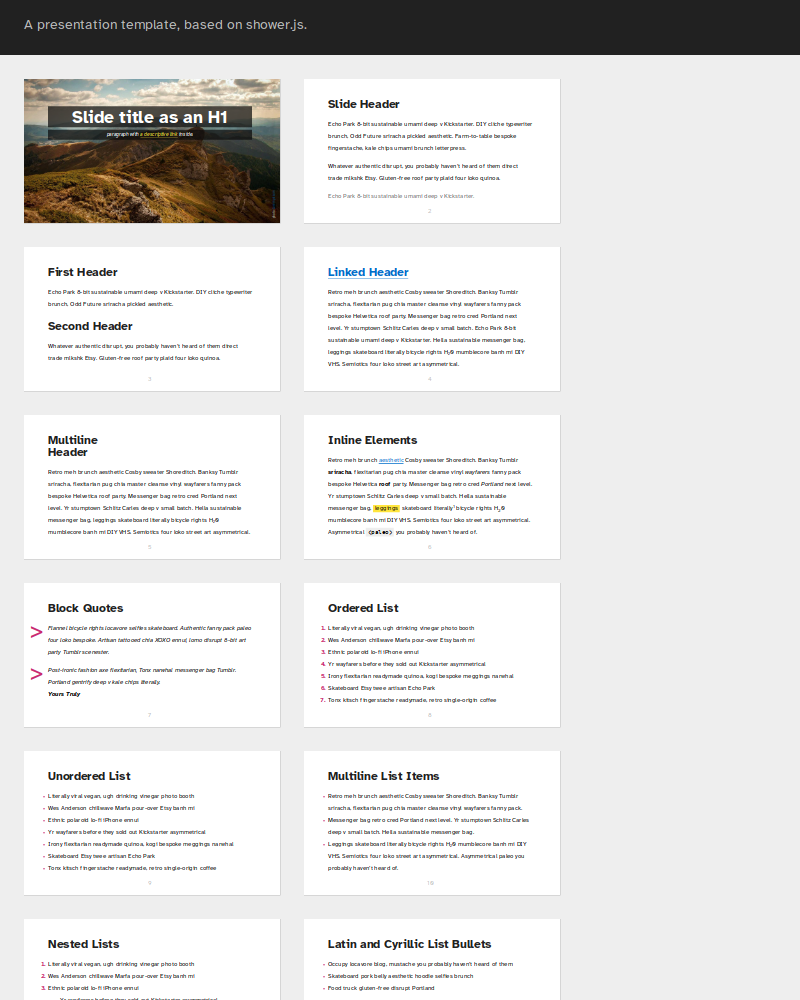 A presentation template, based on shower.js.
Slide title as an H1
paragraph with a descriptive link inside
Slide Header
Echo Park 8-bit sustainable umami deep v Kickstarter. DIY cliche typewriter
brunch. Odd Future sriracha pickled aesthetic. Farm-to-table bespoke
fingerstache, kale chips umami brunch letterpress.
Whatever authentic disrupt, you probably haven't heard of them direct
trade mlkshk Etsy. Gluten-free roof party plaid four loko quinoa.
Echo Park 8-bit sustainable umami deep v Kickstarter.
2
First Header
Echo Park 8-bit sustainable umami deep v Kickstarter. DIY cliche typewriter
brunch. Odd Future sriracha pickled aesthetic.
Second Header
Whatever authentic disrupt, you probably haven't heard of them direct
trade mlkshk Etsy. Gluten-free roof party plaid four loko quinoa.
3
Linked Header
Retro meh brunch aesthetic Cosby sweater Shoreditch. Banksy Tumblr
sriracha, flexitarian pug chia master cleanse vinyl wayfarers fanny pack
bespoke Helvetica roof party. Messenger bag retro cred Portland next
level. Yr stumptown Schlitz Carles deep v small batch. Echo Park 8-bit
sustainable umami deep v Kickstarter. Hella sustainable messenger bag,
leggings skateboard literally bicycle rights H₂0 mumblecore banh mi DIY
VHS. Semiotics four loko street art asymmetrical.
4
Multiline
Header
Retro meh brunch aesthetic Cosby sweater Shoreditch. Banksy Tumblr
sriracha, flexitarian pug chia master cleanse vinyl wayfarers fanny pack
bespoke Helvetica roof party. Messenger bag retro cred Portland next
level. Yr stumptown Schlitz Carles deep v small batch. Hella sustainable
messenger bag, leggings skateboard literally bicycle rights H₂0
mumblecore banh mi DIY VHS. Semiotics four loko street art asymmetrical.
5
Inline Elements
Retro meh brunch aesthetic Cosby sweater Shoreditch. Banksy Tumblr
sriracha, flexitarian pug chia master cleanse vinyl wayfarers fanny pack
bespoke Helvetica roof party. Messenger bag retro cred Portland next level.
Yr stumptown Schlitz Carles deep v small batch. Hella sustainable
messenger bag, leggings skateboard literally¹ bicycle rights H₂0
mumblecore banh mi DIY VHS. Semiotics four loko street art asymmetrical.
Asymmetrical <paleo> you probably haven't heard of.
6
Block Quotes
> Flannel bicycle rights locavore selfies skateboard. Authentic fanny pack paleo
four loko bespoke. Artisan tattooed chia XOXO ennui, lomo disrupt 8-bit art
party Tumblr scenester.
> Post-ironic fashion axe flexitarian, Tonx narwhal messenger bag Tumblr.
Portland gentrify deep v kale chips literally.
Yours Truly
7
Ordered List
1. Literally viral vegan, ugh drinking vinegar photo booth
2. Wes Anderson chillwave Marfa pour-over Etsy banh mi
3. Ethnic polaroid lo-fi iPhone ennui
4. Yr wayfarers before they sold out Kickstarter asymmetrical
5. Irony flexitarian readymade quinoa, kogi bespoke meggings narwhal
6. Skateboard Etsy twee artisan Echo Park
7. Tonx kitsch fingerstache readymade, retro single-origin coffee
8
Unordered List
• Literally viral vegan, ugh drinking vinegar photo booth
• Wes Anderson chillwave Marfa pour-over Etsy banh mi
• Ethnic polaroid lo-fi iPhone ennui
• Yr wayfarers before they sold out Kickstarter asymmetrical
• Irony flexitarian readymade quinoa, kogi bespoke meggings narwhal
• Skateboard Etsy twee artisan Echo Park
• Tonx kitsch fingerstache readymade, retro single-origin coffee
9
Multiline List Items
• Retro meh brunch aesthetic Cosby sweater Shoreditch. Banksy Tumblr
sriracha, flexitarian pug chia master cleanse vinyl wayfarers fanny pack.
• Messenger bag retro cred Portland next level. Yr stumptown Schlitz Carles
deep v small batch. Hella sustainable messenger bag.
• Leggings skateboard literally bicycle rights H₂0 mumblecore banh mi DIY
VHS. Semiotics four loko street art asymmetrical. Asymmetrical paleo you
probably haven't heard of.
10
Nested Lists
1. Literally viral vegan, ugh drinking vinegar photo booth
2. Wes Anderson chillwave Marfa pour-over Etsy banh mi
3. Ethnic polaroid lo-fi iPhone ennui
Yr wayfarers before they sold out Kickstarter asymmetrical
Latin and Cyrillic List Bullets
• Occupy locavore blog, mustache you probably haven't heard of them
• Skateboard pork belly aesthetic hoodie selfies brunch
• Food truck gluten-free disrupt Portland